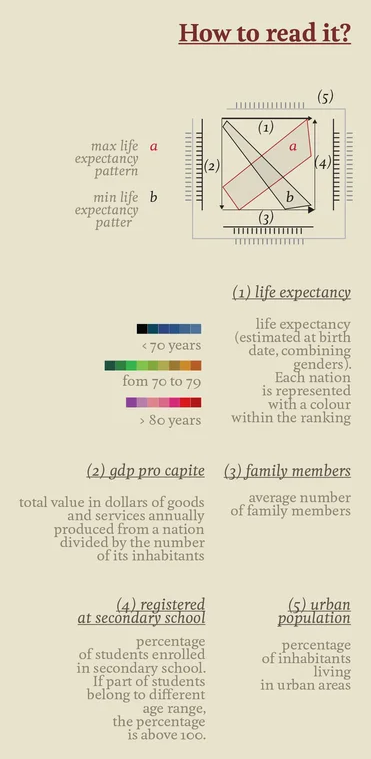 How to read it?
(5)
(1)
max life a
expectancy
pattern
a
(2)
(4)
min life b
expectancy
patter
b
(3)
(1) life expectancy
life expectancy
(estimated at birth
date, combining
genders).
Each nation
is represented
with a colour
within the ranking
< 70 years
fom 70 to 79
> 80 years
(2) gdp pro capite
total value in dollars of goods
and services annually
produced from a nation
divided by the number
of its inhabitants
(3) family members
average number
of family members
(4) registered
at secondary school
percentage
of students enrolled
in secondary school.
If part of students
belong to different
age range,
the percentage
is above 100.
(5) urban
population
percentage
of inhabitants
living
in urban areas